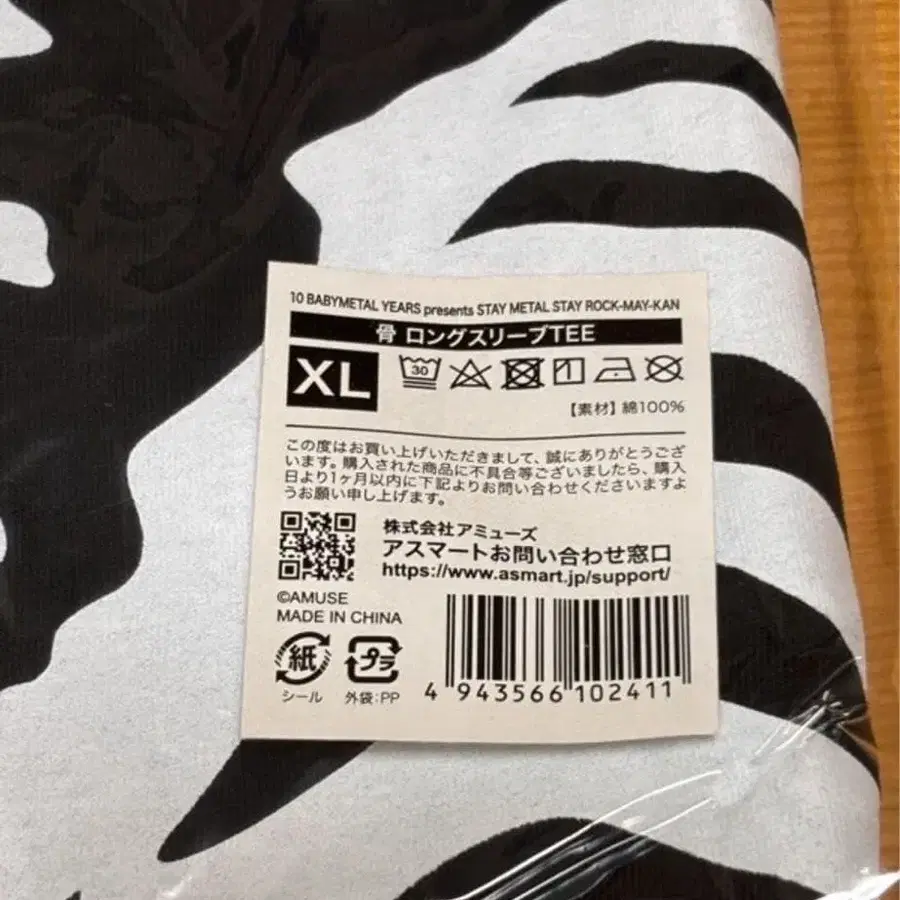 10 BABYMETAL YEARS presents STAY METAL STAY ROCK-MAY-KAN
骨 ロングスリーブTEE
XL
30
【素材】綿100%
この度はお買い上げいただきまして、誠にありがとうござ
います。購入された商品に不具合等ございましたら、購入
日より1ヶ月以内に下記よりお問い合わせくださいますよ
うお願い申し上げます。
株式会社アミューズ
アスマートお問い合わせ窓口
https://www.asmart.jp/support/
©AMUSE
MADE IN CHINA
紙
シール
プラ
外袋:PP
4 943566 102411